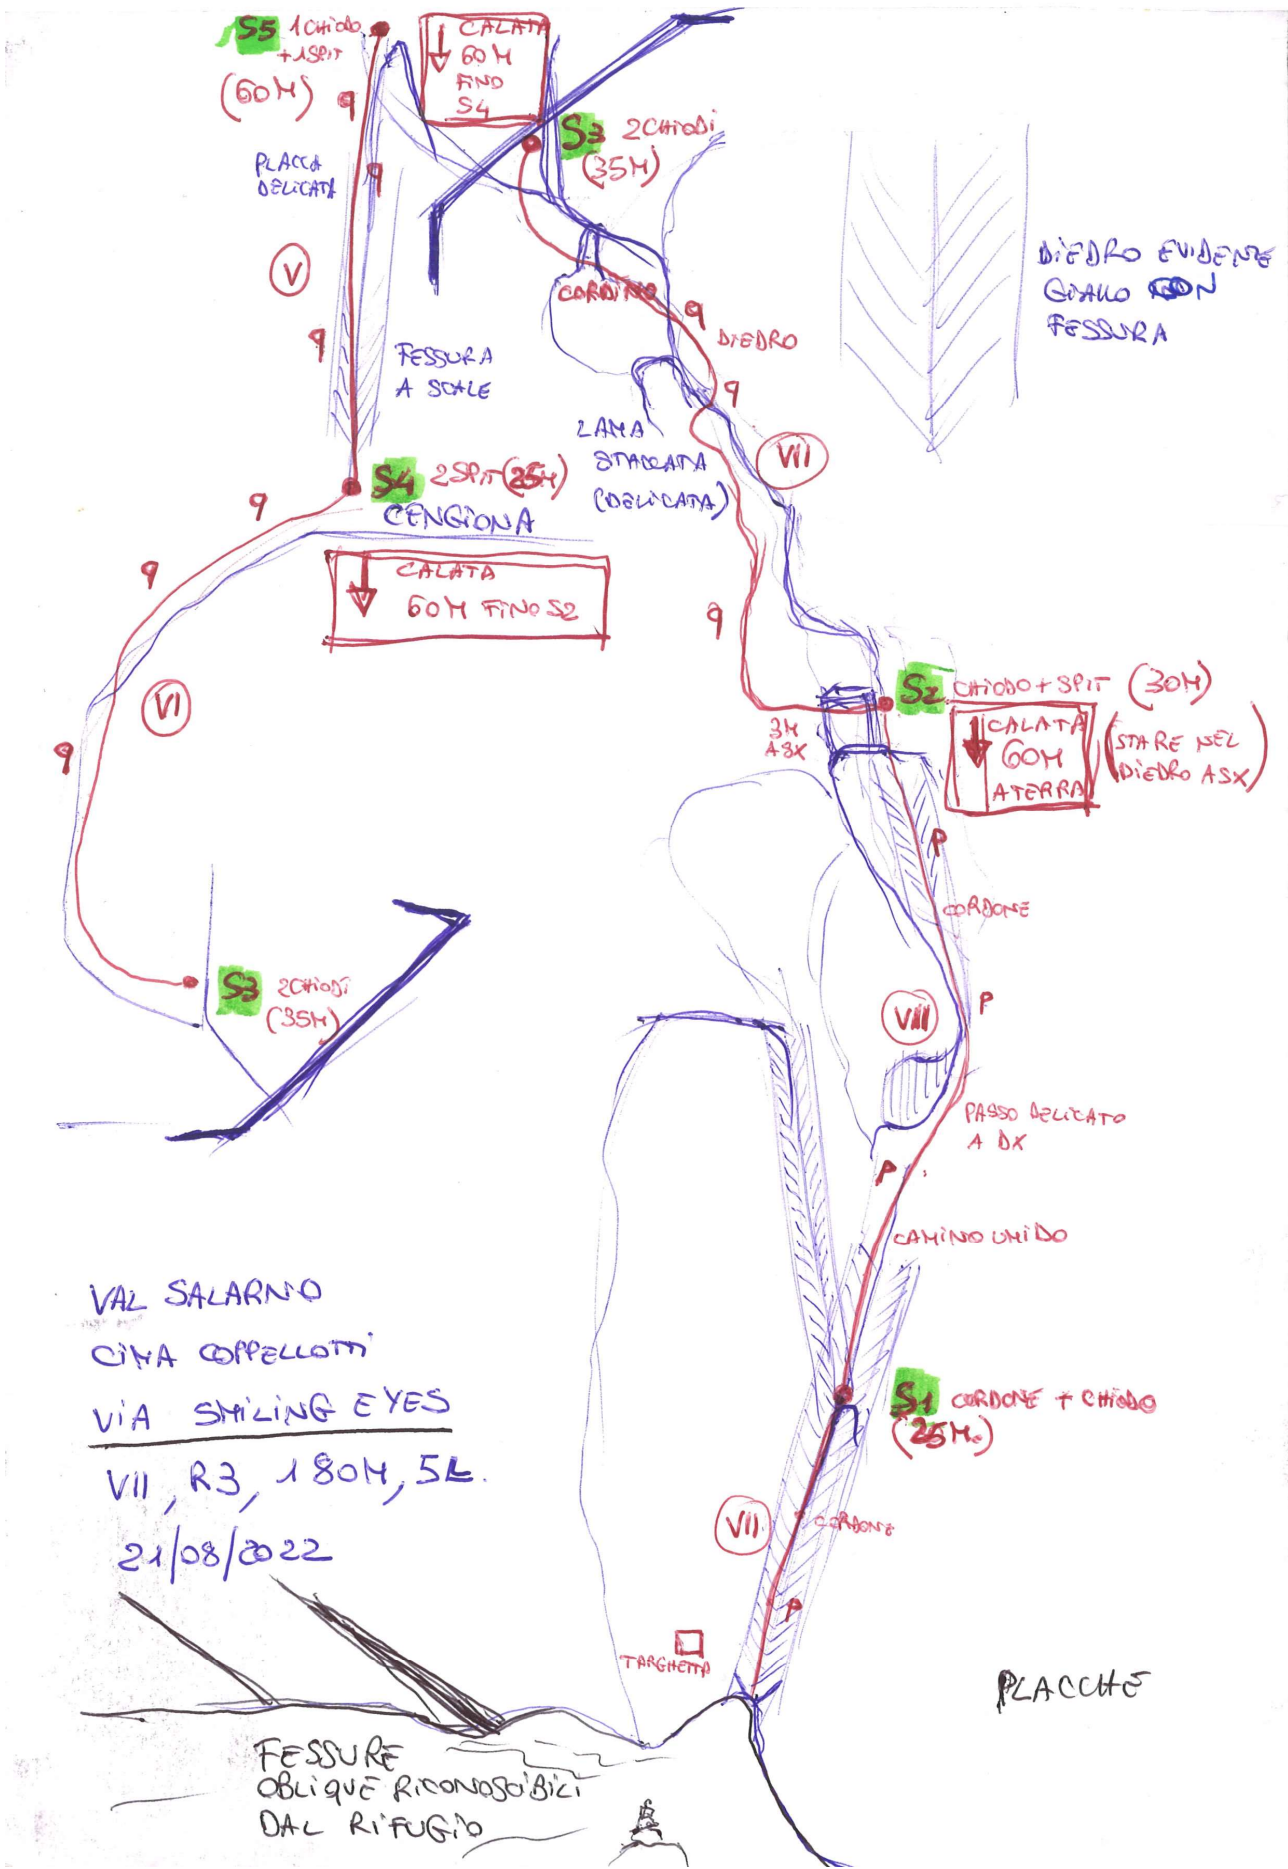 S5 1CHIODO
+1SPIT
(60M)
CALATA
60M
FINO
S4
S3 2CHIODI
(35M)
PLACCA
DELICATA
V
CORDINO
DIEDRO
DIEDRO EVIDENTE
GIALLO CON
FESSURA
FESSURA
A SCALE
LAMA
STACCATA
(DELICATA)
VII
S4 2SPIT (25M)
CENGIONA
CALATA
60M FINO S2
VI
S2 CHIODO + SPIT (30M)
3M
A SX
CALATA
60M
A TERRA
(STARE NEL
DIEDRO A SX)
P
CORDONE
S3 2CHIODI
(35M)
VIII
P
PASSO DELICATO
A DX
P
CAMINO UMIDO
VAL SALARNO
CIMA COPPELLOTTI
VIA SMILING EYES
VII, R3, 180M, 5L.
21/08/2022
S1 CORDONE + CHIODO
(25M.)
VII
CORDONE
P
TARGHETTA
PLACCHE
FESSURE
OBLIQUE RICONOSCIBILI
DAL RIFUGIO